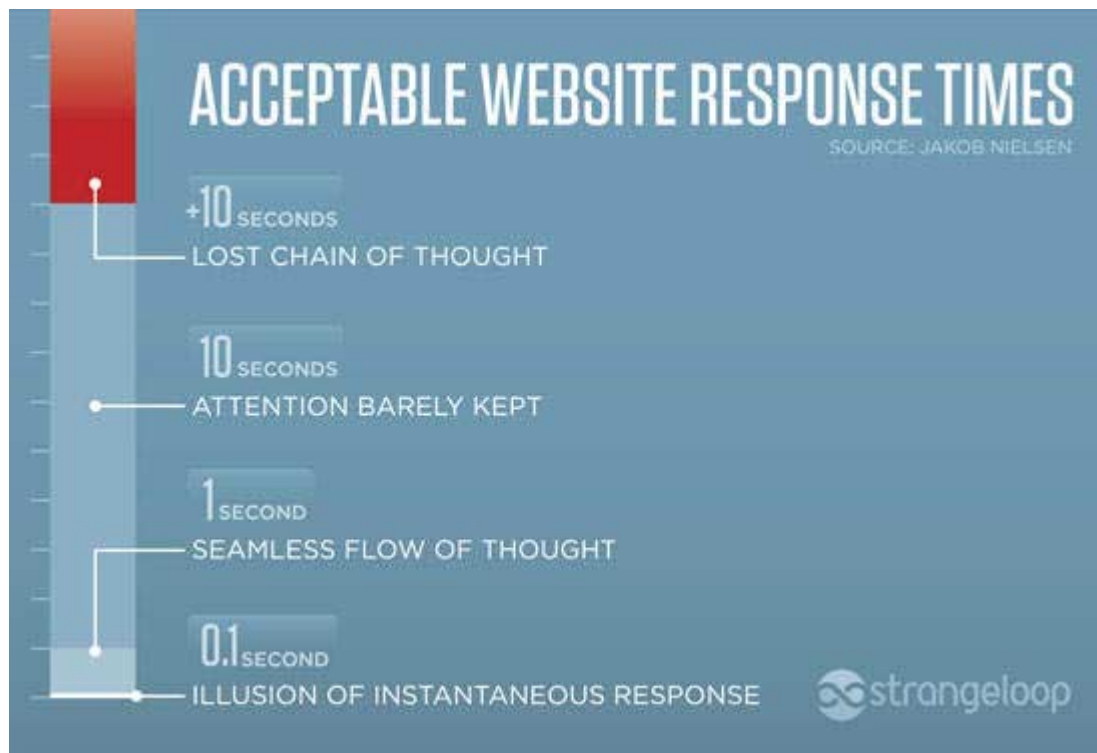 ACCEPTABLE WEBSITE RESPONSE TIMES
SOURCE: JAKOB NIELSEN
+10 SECONDS
LOST CHAIN OF THOUGHT
10 SECONDS
ATTENTION BARELY KEPT
1 SECOND
SEAMLESS FLOW OF THOUGHT
0.1 SECOND
ILLUSION OF INSTANTANEOUS RESPONSE
strangeloop